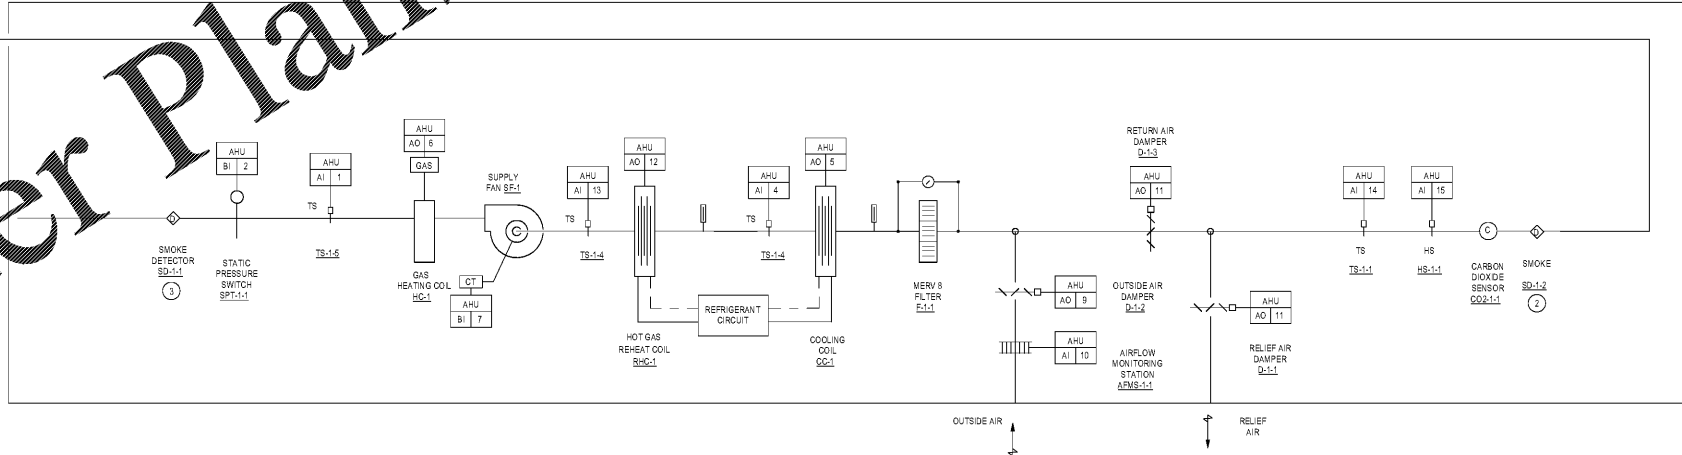 er Plan
AHU
BI 2
SMOKE
DETECTOR
SD-1-1
3
STATIC
PRESSURE
SWITCH
SPT-1-1
AHU
AI 1
TS
TS-1-5
AHU
AO 6
GAS
GAS
HEATING COIL
HC-1
SUPPLY
FAN SF-1
CT
AHU
BI 7
AHU
AI 13
TS
TS-1-4
AHU
AO 12
HOT GAS
REHEAT COIL
RHC-1
REFRIGERANT
CIRCUIT
AHU
AI 4
TS
TS-1-4
AHU
AO 5
COOLING
COIL
CC-1
MERV 8
FILTER
F-1-1
AHU
AO 9
OUTSIDE AIR
DAMPER
D-1-2
AHU
AI 10
AIRFLOW
MONITORING
STATION
AFMS-1-1
OUTSIDE AIR
RETURN AIR
DAMPER
D-1-3
AHU
AO 11
AHU
AO 11
RELIEF AIR
DAMPER
D-1-1
RELIEF
AIR
AHU
AI 14
TS
TS-1-1
AHU
AI 15
HS
HS-1-1
C
CARBON
DIOXIDE
SENSOR
CO2-1-1
D
SMOKE
SD-1-2
2